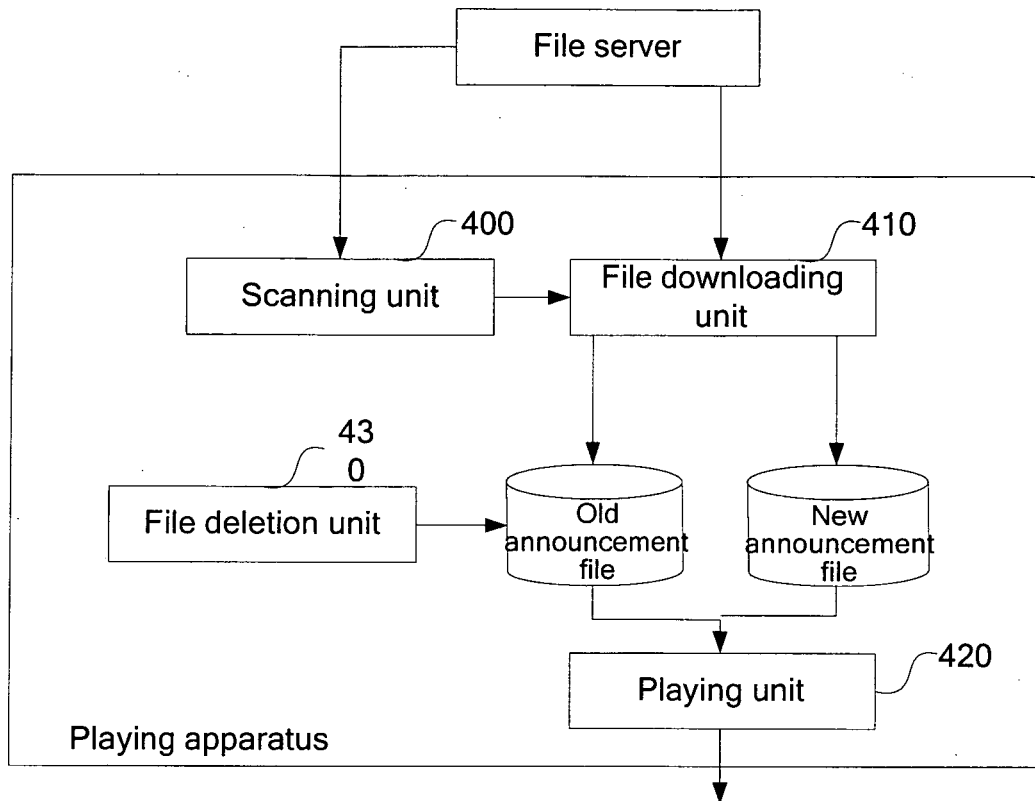 File server
400
410
Scanning unit
File downloading
unit
43
0
File deletion unit
Old
announcement
file
New
announcement
file
420
Playing unit
Playing apparatus